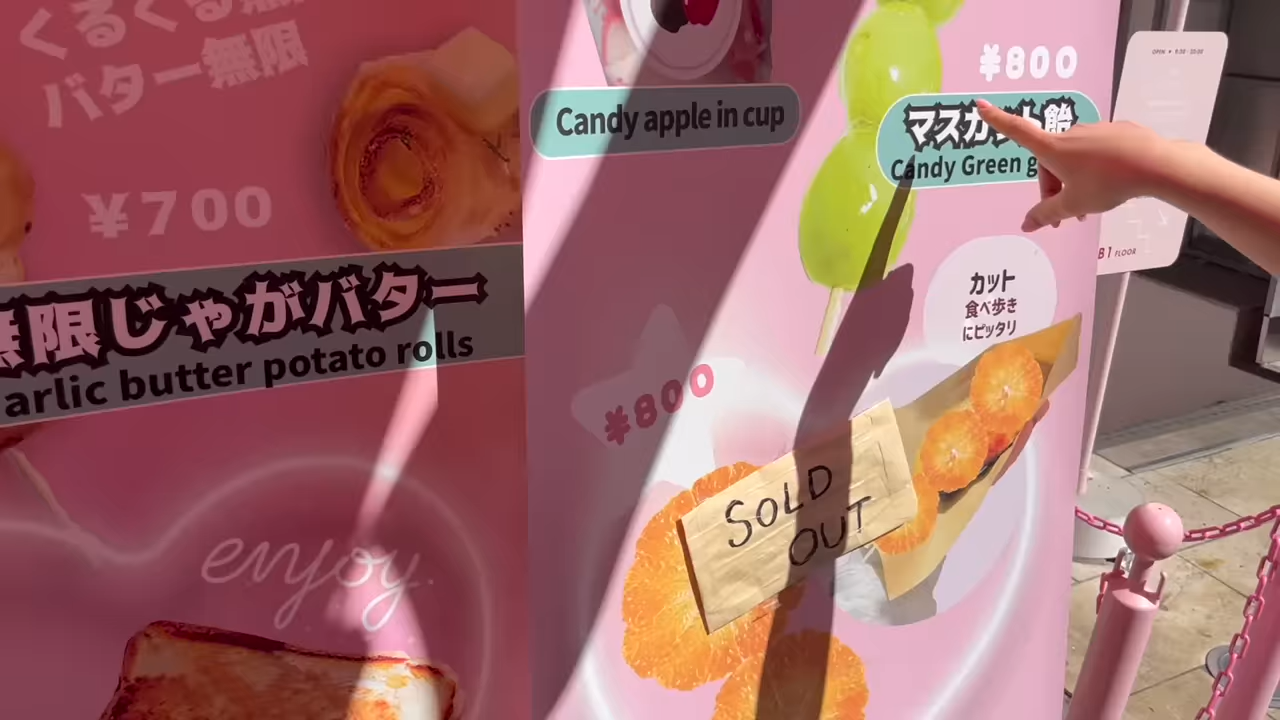 くるくる無限
バター無限
¥700
無限じゃがバター
arlic butter potato rolls
enjoy.
Candy apple in cup
¥800
マスカット飴
Candy Green g
カット
食べ歩き
にピッタリ
¥800
SOLD
OUT
B1 FLOOR